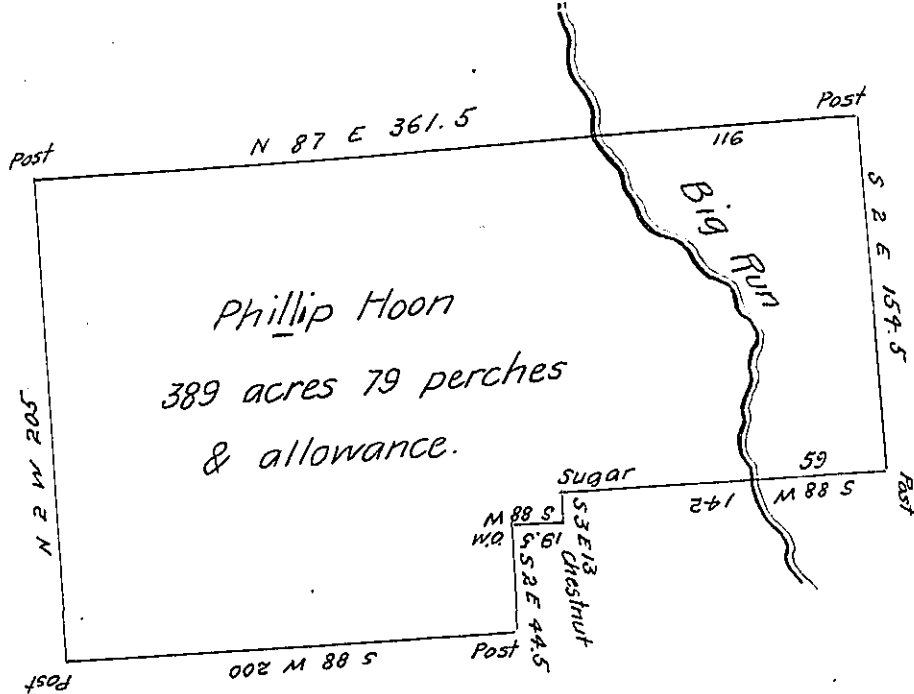 Post
N 87 E 361.5
116
Post
S 2 E 154.5
Big Run
Phillip Hoon
389 acres 79 perches
& allowance.
N 2 W 205
Sugar
142
59
S 88 W
Post
S 3 E 13
Chestnut
S 88 W
19.5
S 2 E 44.5
Post
S 88 W 200
Post